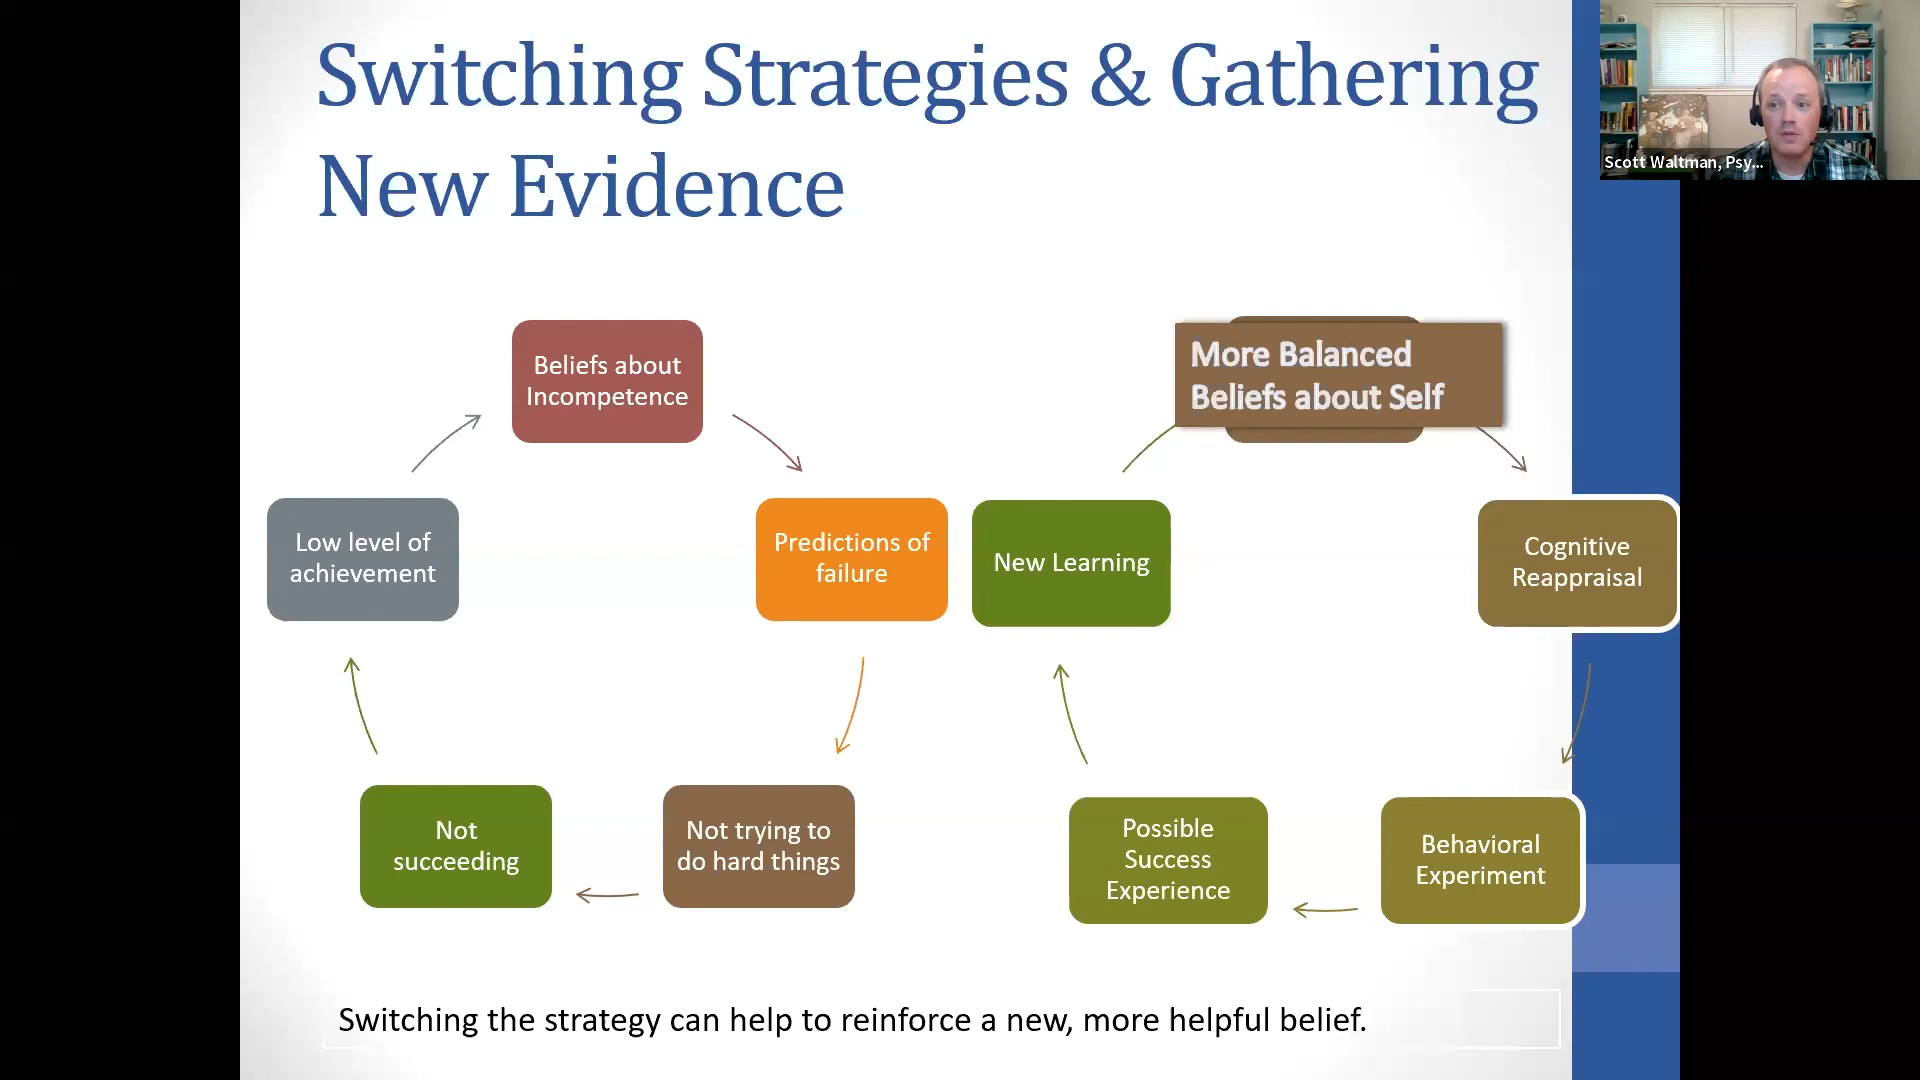 Switching Strategies & Gathering
New Evidence
Scott Waltman, Psy...
Beliefs about
Incompetence
Predictions of
failure
Not trying to
do hard things
Not
succeeding
Low level of
achievement
More Balanced
Beliefs about Self
Cognitive
Reappraisal
Behavioral
Experiment
Possible
Success
Experience
New Learning
Switching the strategy can help to reinforce a new, more helpful belief.